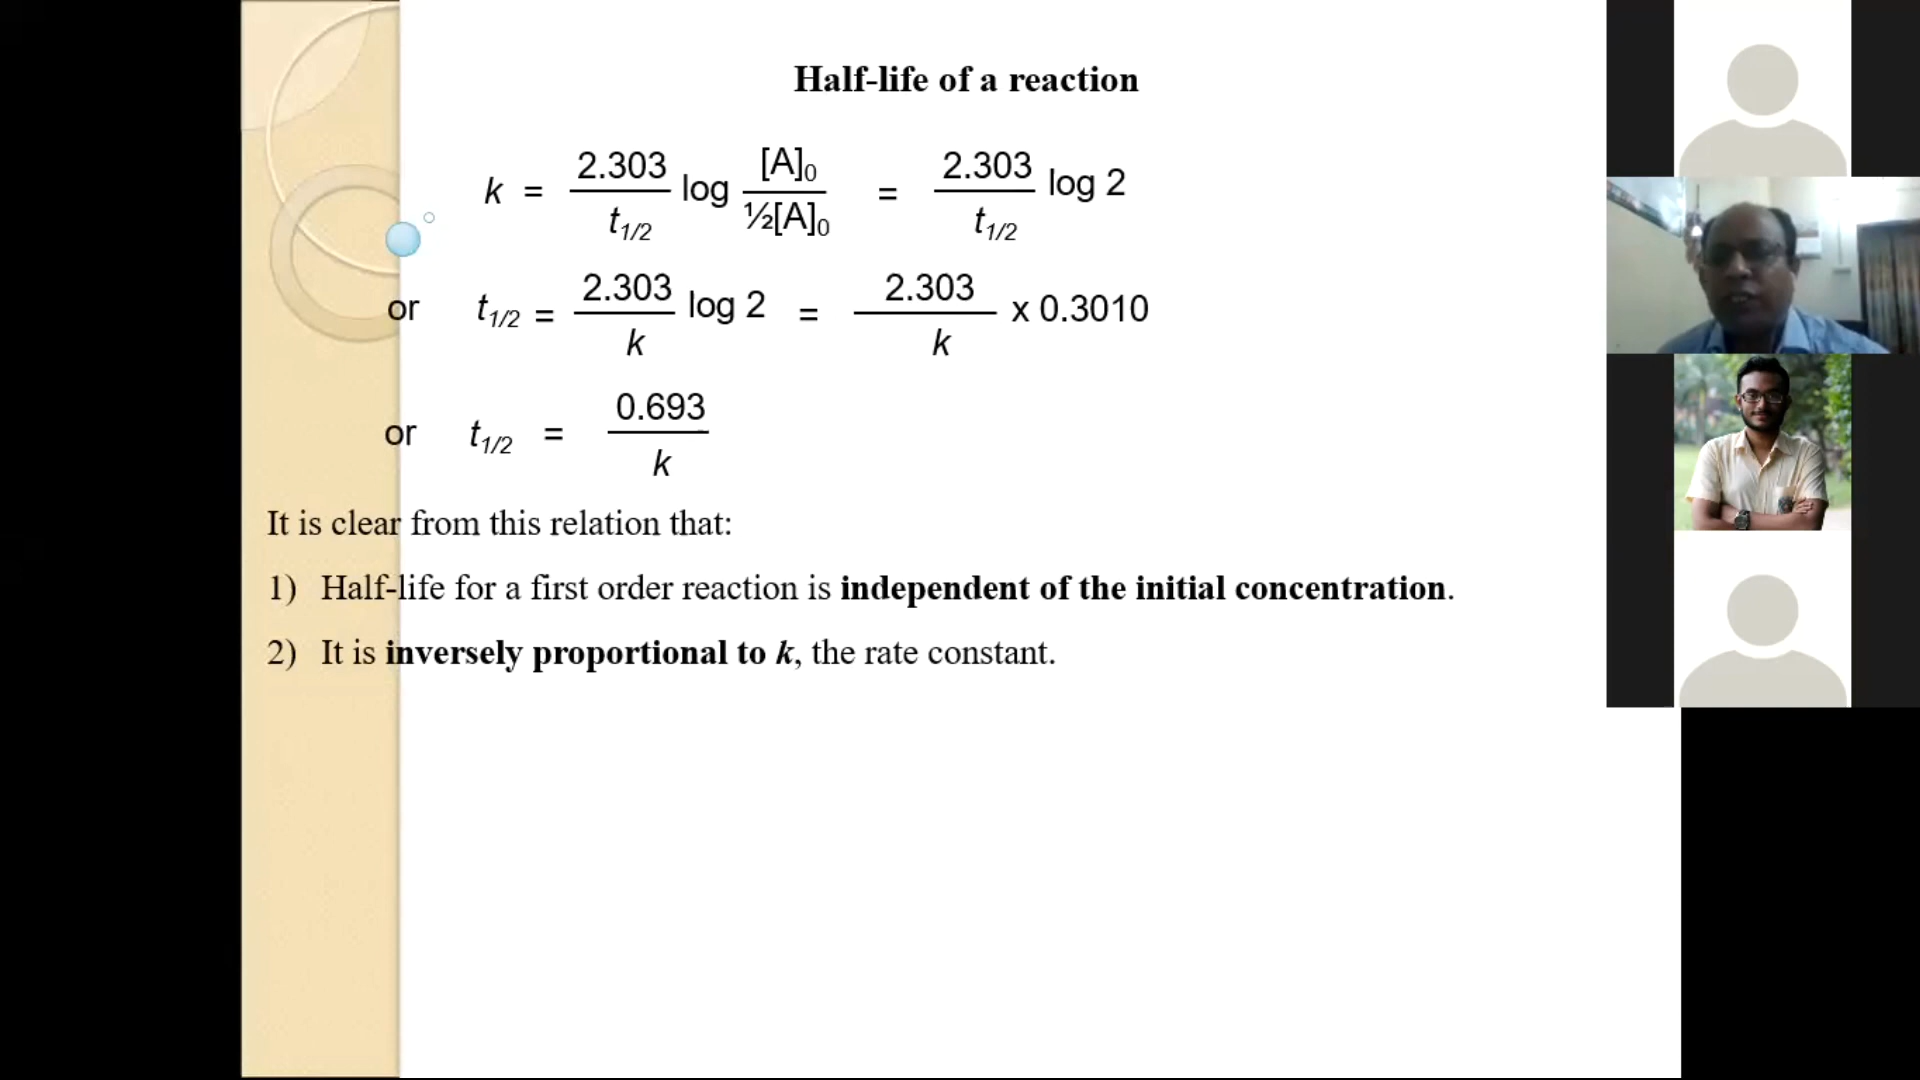 Half-life of a reaction
k = 2.303/t1/2 log [A]0/½[A]0 = 2.303/t1/2 log 2
or t1/2 = 2.303/k log 2 = 2.303/k x 0.3010
or t1/2 = 0.693/k
It is clear from this relation that:
1) Half-life for a first order reaction is independent of the initial concentration.
2) It is inversely proportional to k, the rate constant.